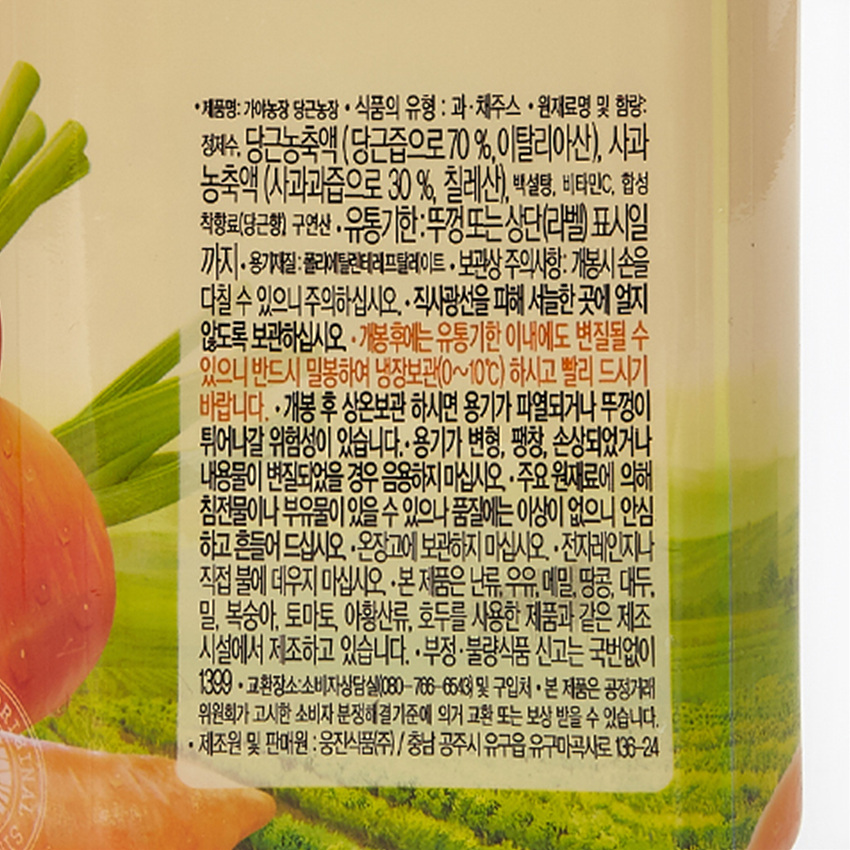 •제품명: 가야농장 당근농장 • 식품의 유형 : 과·채주스 • 원재료명 및 함량:
정제수, 당근농축액 (당근즙으로 70 %, 이탈리아산), 사과
농축액 (사과과즙으로 30 %, 칠레산), 백설탕, 비타민C, 합성
착향료(당근향), 구연산 • 유통기한 : 뚜껑 또는 상단(라벨) 표시일
까지 • 용기재질 : 폴리에틸렌테레프탈레이트 • 보관상 주의사항: 개봉시 손을
다칠 수 있으니 주의하십시오. • 직사광선을 피해 서늘한 곳에 얼지
않도록 보관하십시오. • 개봉후에는 유통기한 이내에도 변질될 수
있으니 반드시 밀봉하여 냉장보관(0~10℃) 하시고 빨리 드시기
바랍니다. • 개봉 후 상온보관 하시면 용기가 파열되거나 뚜껑이
튀어나갈 위험성이 있습니다. • 용기가 변형, 팽창, 손상되었거나
내용물이 변질되었을 경우 음용하지 마십시오. • 주요 원재료에 의해
침전물이나 부유물이 있을 수 있으나 품질에는 이상이 없으니 안심
하고 흔들어 드십시오. • 온장고에 보관하지 마십시오. • 전자레인지나
직접 불에 데우지 마십시오. • 본 제품은 난류, 우유, 메밀, 땅콩, 대두,
밀, 복숭아, 토마토, 아황산류, 호두를 사용한 제품과 같은 제조
시설에서 제조하고 있습니다. • 부정·불량식품 신고는 국번없이
1399 • 교환장소:소비자상담실(080-766-6543) 및 구입처 • 본 제품은 공정거래
위원회가 고시한 소비자 분쟁해결기준에 의거 교환 또는 보상 받을 수 있습니다.
• 제조원 및 판매원 : 웅진식품(주) / 충남 공주시 유구읍 유구마곡사로 136-24